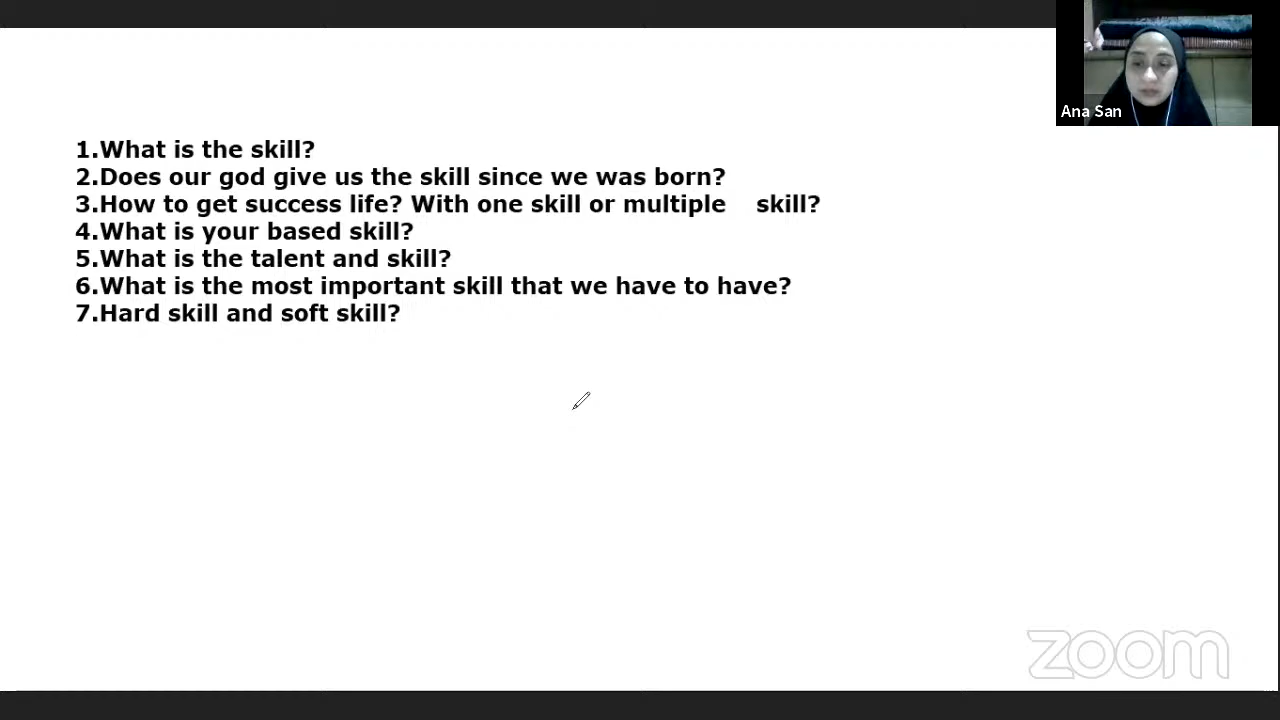 Ana San
1.What is the skill?
2.Does our god give us the skill since we was born?
3.How to get success life? With one skill or multiple    skill?
4.What is your based skill?
5.What is the talent and skill?
6.What is the most important skill that we have to have?
7.Hard skill and soft skill?
zoom